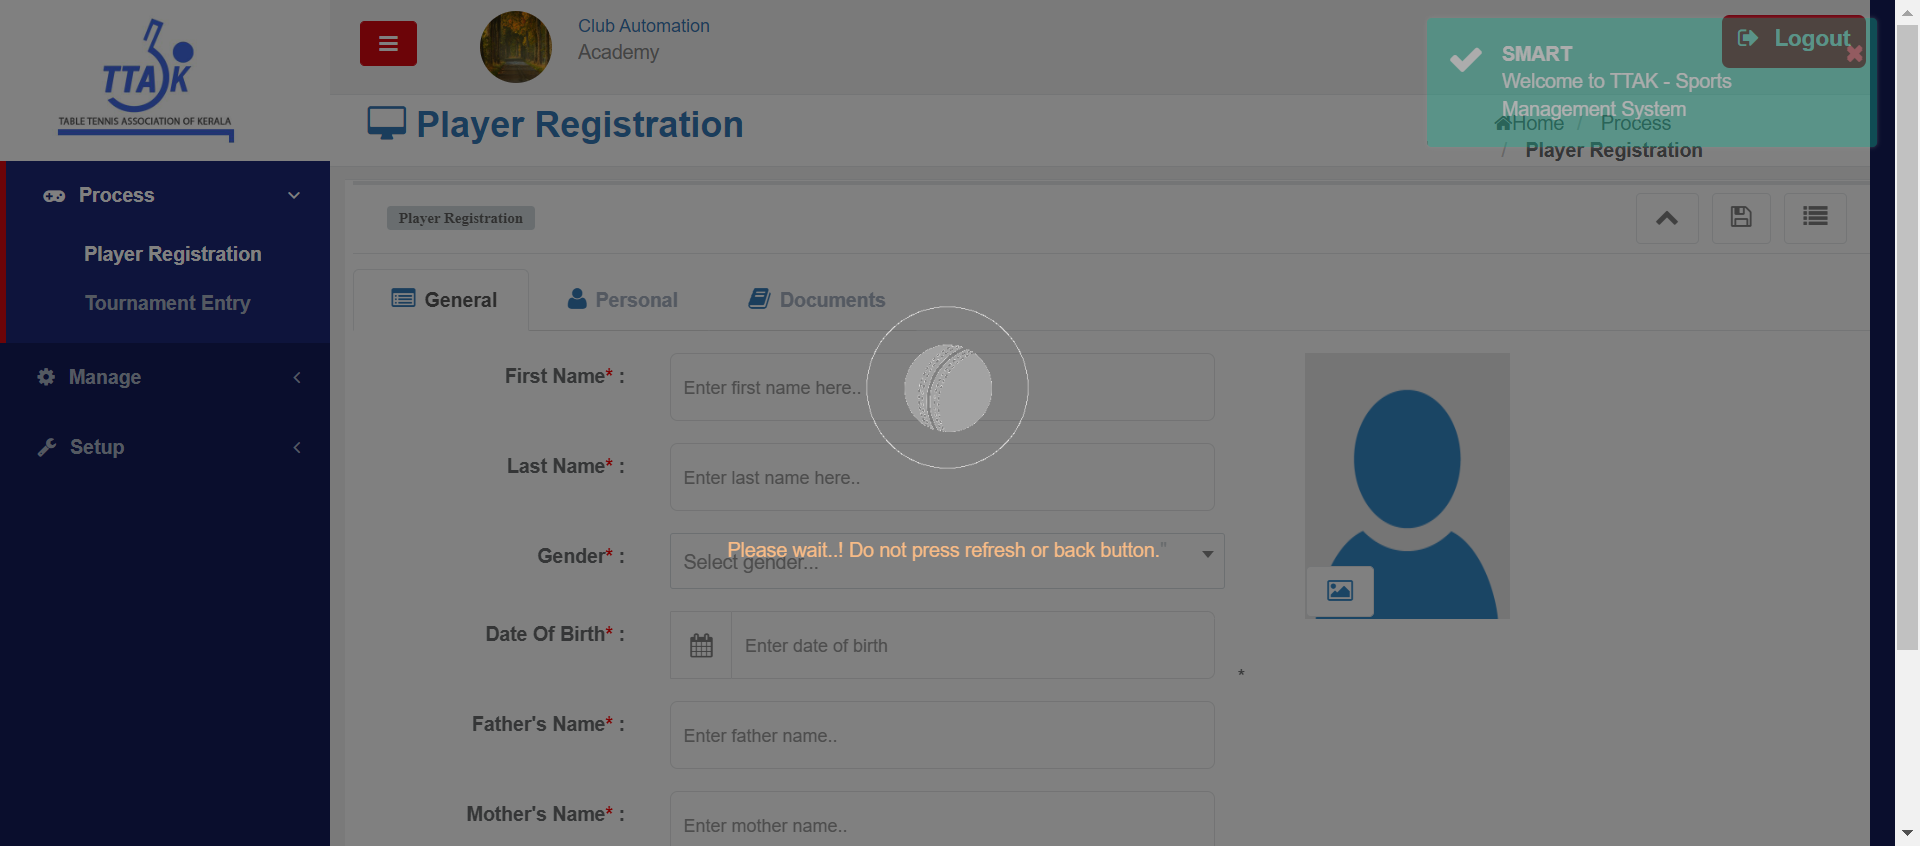 TTAK
TABLE TENNIS ASSOCIATION OF KERALA
Process
Player Registration
Tournament Entry
Manage
Setup
Club Automation
Academy
Logout
SMART
Welcome to TTAK - Sports
Management System
Player Registration
Home / Process
/ Player Registration
Player Registration
General
Personal
Documents
First Name* :
Enter first name here..
Last Name* :
Enter last name here..
Gender* :
Select gender...
Please wait..! Do not press refresh or back button."
Date Of Birth* :
Enter date of birth
*
Father's Name* :
Enter father name..
Mother's Name* :
Enter mother name..